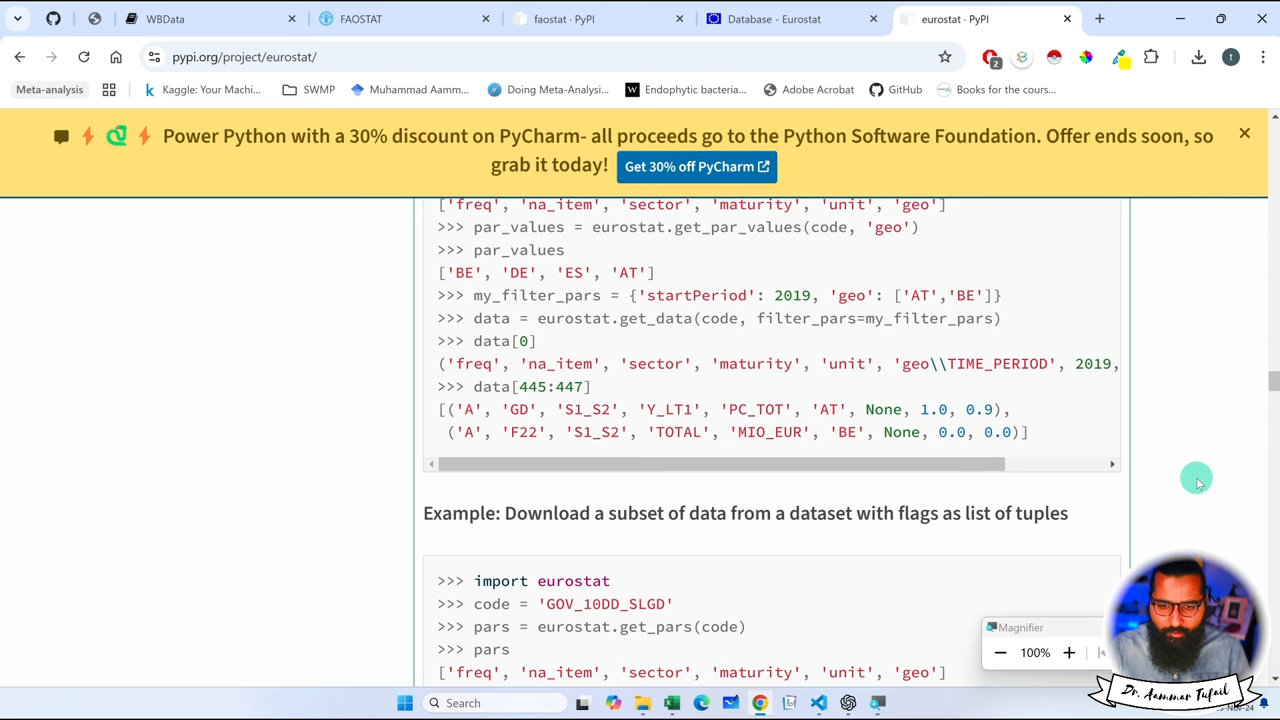 WBData
FAOSTAT
faostat · PyPI
Database - Eurostat
eurostat · PyPI
pypi.org/project/eurostat/
2
t
Meta-analysis
Kaggle: Your Machi...
SWMP
Muhammad Aamm...
Doing Meta-Analysi...
Endophytic bacteria...
Adobe Acrobat
GitHub
Books for the cours...
Power Python with a 30% discount on PyCharm- all proceeds go to the Python Software Foundation. Offer ends soon, so
grab it today! Get 30% off PyCharm
['freq', 'na_item', 'sector', 'maturity', 'unit', 'geo']
>>> par_values = eurostat.get_par_values(code, 'geo')
>>> par_values
['BE', 'DE', 'ES', 'AT']
>>> my_filter_pars = {'startPeriod': 2019, 'geo': ['AT','BE']}
>>> data = eurostat.get_data(code, filter_pars=my_filter_pars)
>>> data[0]
('freq', 'na_item', 'sector', 'maturity', 'unit', 'geo\\TIME_PERIOD', 2019,
>>> data[445:447]
[('A', 'GD', 'S1_S2', 'Y_LT1', 'PC_TOT', 'AT', None, 1.0, 0.9),
('A', 'F22', 'S1_S2', 'TOTAL', 'MIO_EUR', 'BE', None, 0.0, 0.0)]
Example: Download a subset of data from a dataset with flags as list of tuples
>>> import eurostat
>>> code = 'GOV_10DD_SLGD'
>>> pars = eurostat.get_pars(code)
>>> pars
['freq', 'na_item', 'sector', 'maturity', 'unit', 'geo']
Magnifier
100%
Search
Dr. Aammar Tufail